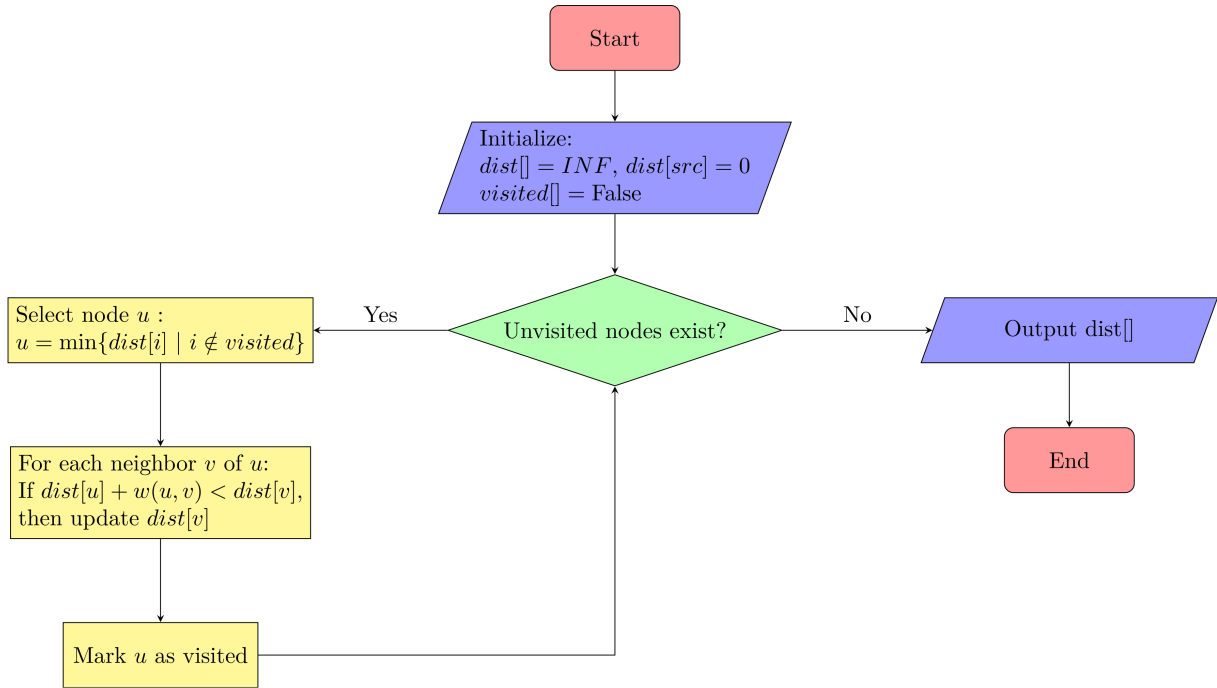 Start
Initialize:
dist[] = INF, dist[src] = 0
visited[] = False
Unvisited nodes exist?
Yes
No
Select node u :
u = min{dist[i] | i ∉ visited}
For each neighbor v of u:
If dist[u] + w(u, v) < dist[v],
then update dist[v]
Mark u as visited
Output dist[]
End